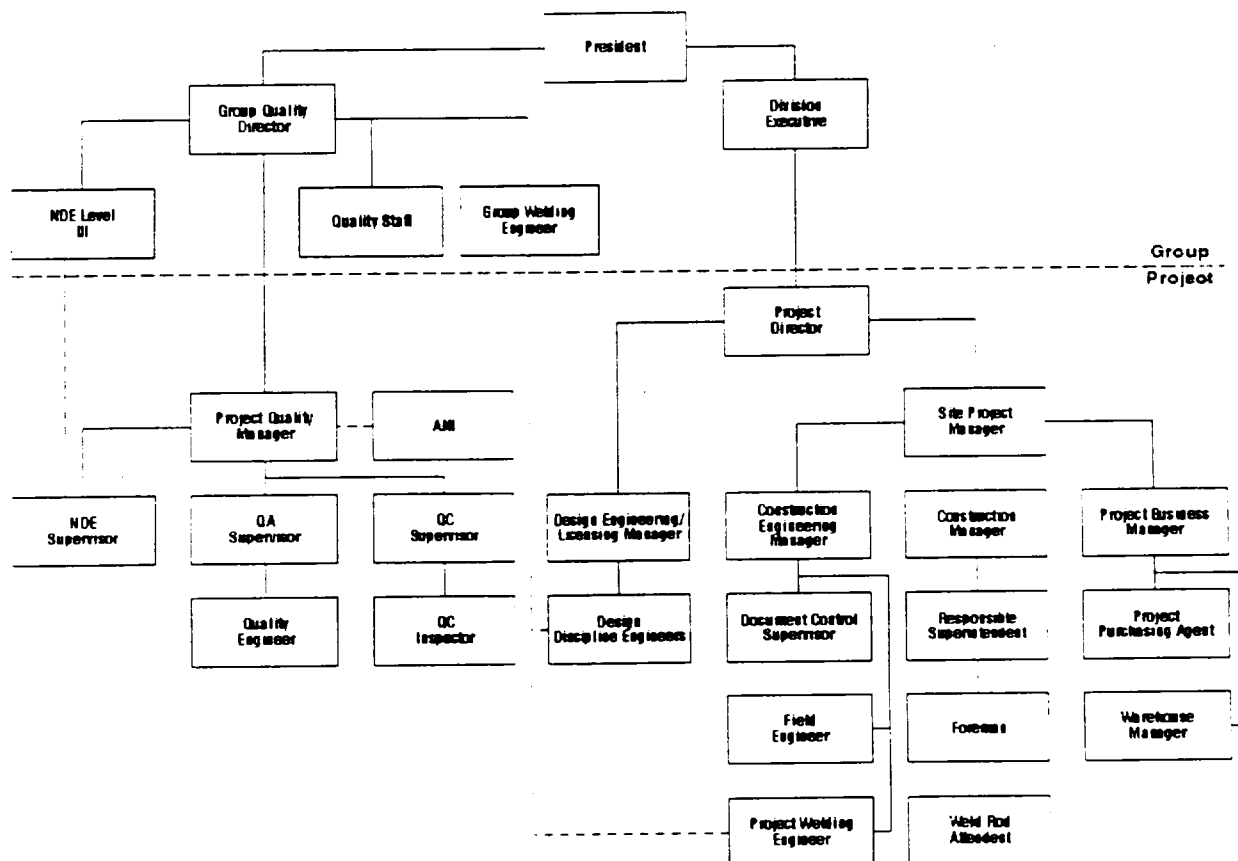 President
Group Quality
Director
Division
Executive
NDE Level
III
Quality Staff
Group Welding
Engineer
Group
Project
Project
Director
Project Quality
Manager
ANI
Site Project
Manager
NDE
Supervisor
QA
Supervisor
QC
Supervisor
Design Engineering/
Licensing Manager
Construction
Engineering
Manager
Construction
Manager
Project Business
Manager
Quality
Engineer
QC
Inspector
Design
Discipline Engineers
Document Control
Supervisor
Responsible
Superintendent
Project
Purchasing Agent
Field
Engineer
Foreman
Warehouse
Manager
Project Welding
Engineer
Weld Rod
Attendent